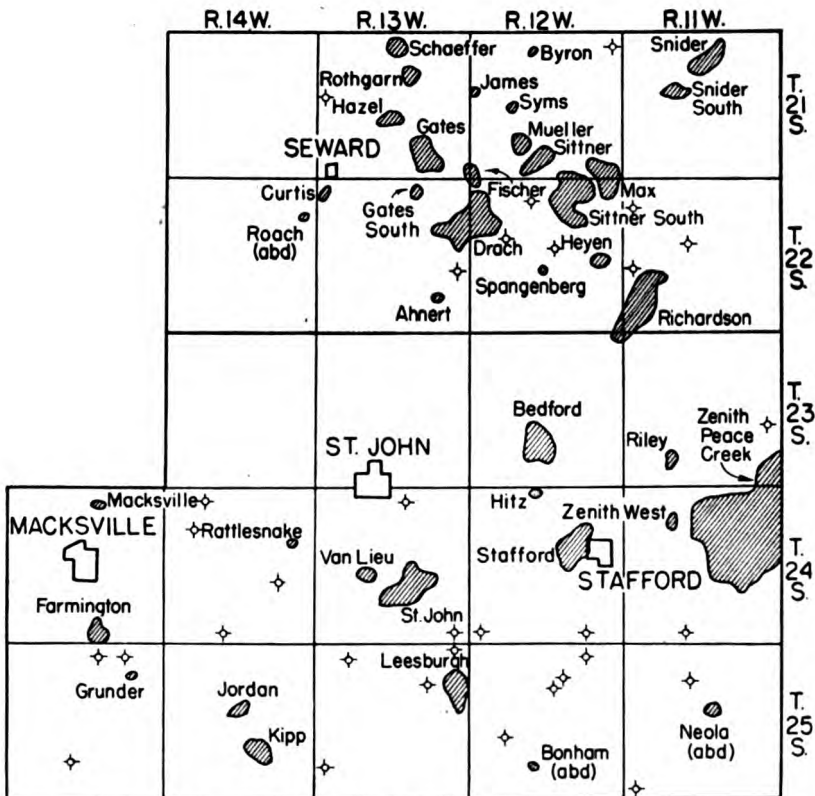 R.14W. R.13W. R.12W. R.11W.
Schaeffer
Byron
Snider
Rothgarn
James
Snider
South
Hazel
Syms
T.
21
S.
Gates
Mueller
Sittner
SEWARD
Curtis
Gates
South
Fischer
Max
Sittner South
Roach
(abd)
Drach
Heyen
T.
22
S.
Spangenberg
Ahnert
Richardson
Bedford
Zenith
Peace
Creek
T.
23
S.
Riley
ST. JOHN
Macksville
Hitz
Zenith West
MACKSVILLE
Rattlesnake
Van Lieu
Stafford
STAFFORD
T.
24
S.
Farmington
St. John
Leesburgh
Grunder
Jordan
Kipp
Bonham
(abd)
Neola
(abd)
T.
25
S.